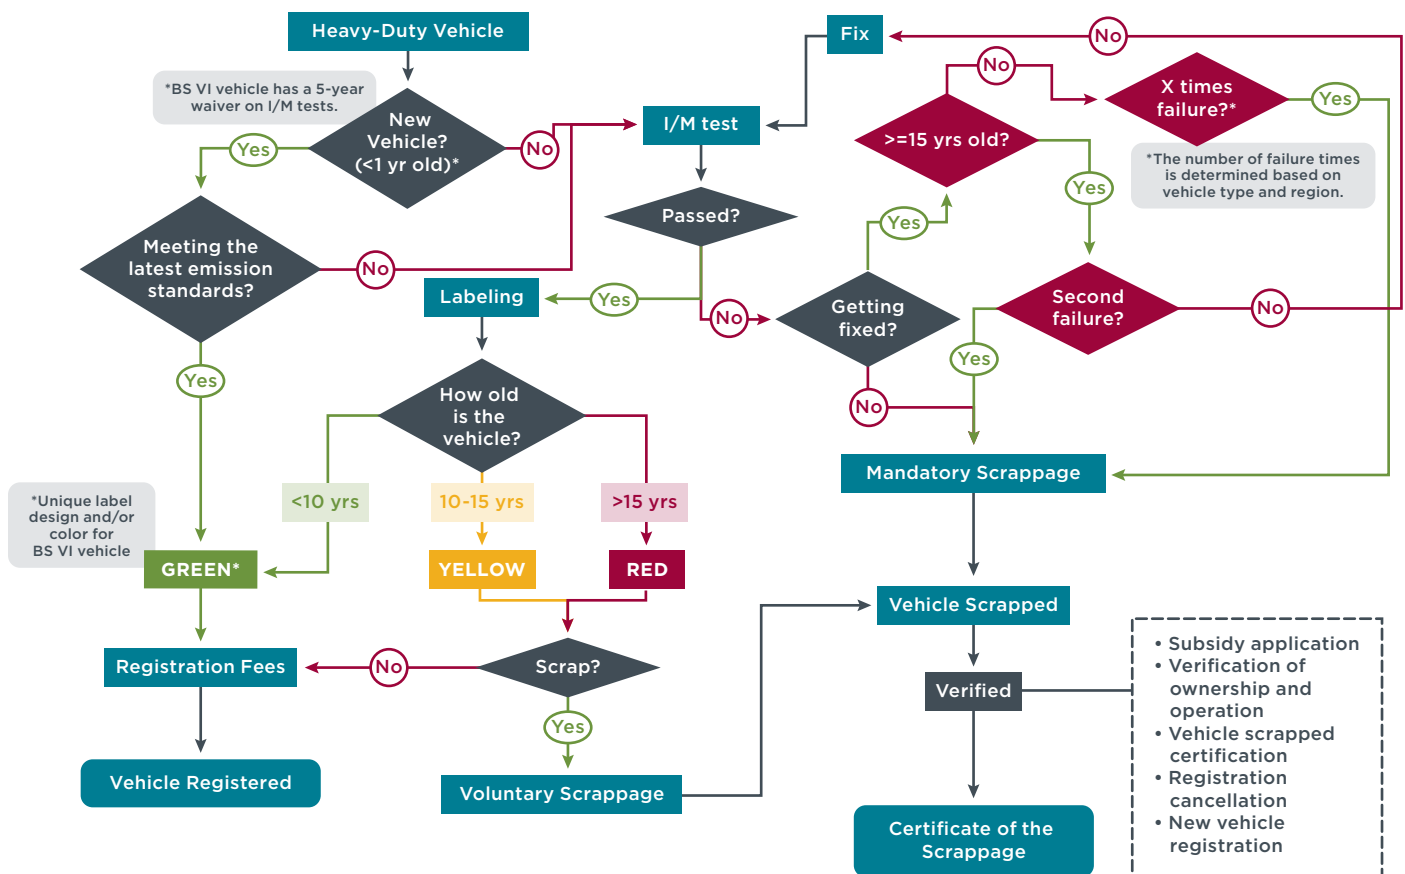 Heavy-Duty Vehicle
Fix
No
*BS VI vehicle has a 5-year
waiver on I/M tests.
No
X times
failure?*
Yes
New
Vehicle?
(<1 yr old)*
Yes
No
I/M test
>=15 yrs old?
*The number of failure times
is determined based on
vehicle type and region.
Yes
Passed?
Yes
Meeting the
latest emission
standards?
No
Labeling
Yes
No
Getting
fixed?
Second
failure?
No
Yes
Yes
How old
is the
vehicle?
No
Mandatory Scrappage
*Unique label
design and/or
color for
BS VI vehicle
<10 yrs
10-15 yrs
>15 yrs
GREEN*
YELLOW
RED
Vehicle Scrapped
Registration Fees
No
Scrap?
Verified
• Subsidy application
• Verification of
ownership and
operation
• Vehicle scrapped
certification
• Registration
cancellation
• New vehicle
registration
Yes
Vehicle Registered
Voluntary Scrappage
Certificate of the
Scrappage